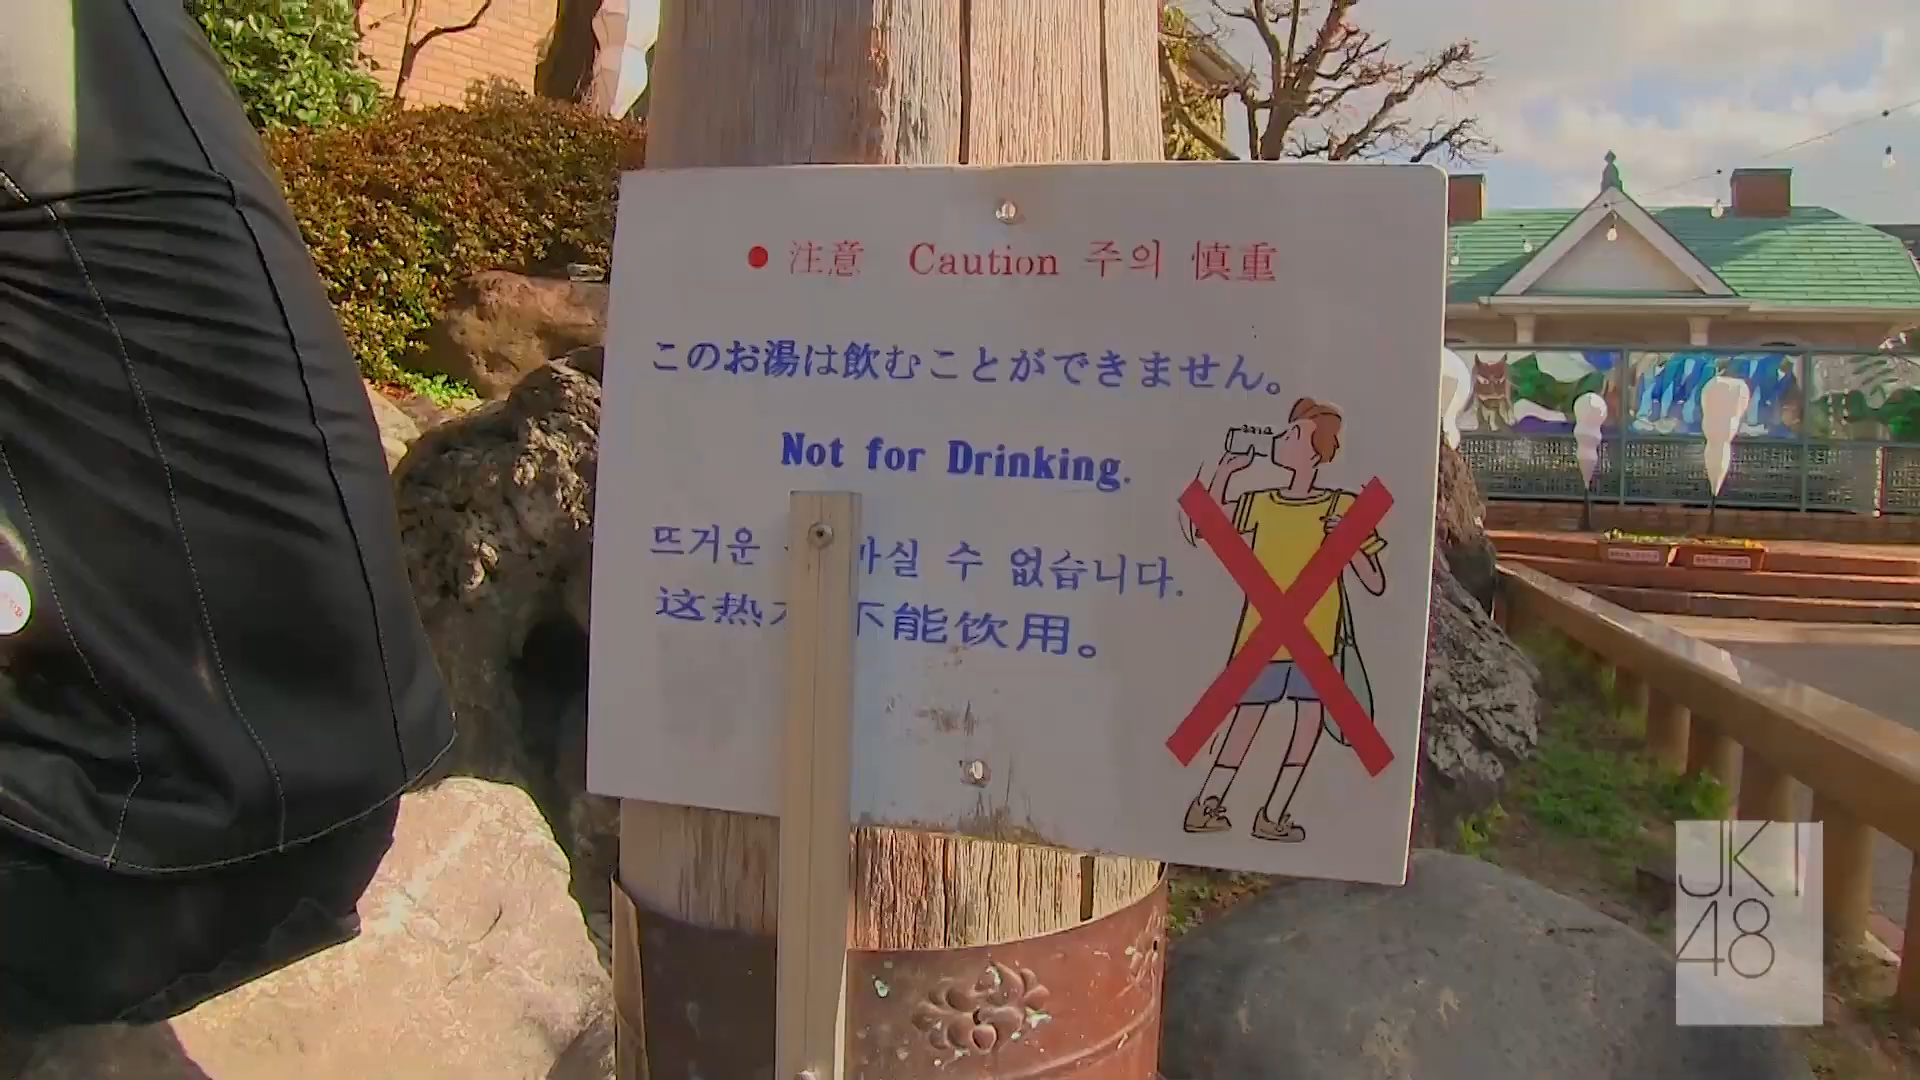 ● 注意 Caution 주의 慎重
このお湯は飲むことができません。
Not for Drinking.
뜨거운 수 없습니다.
这热 不能饮用。
JKT
48